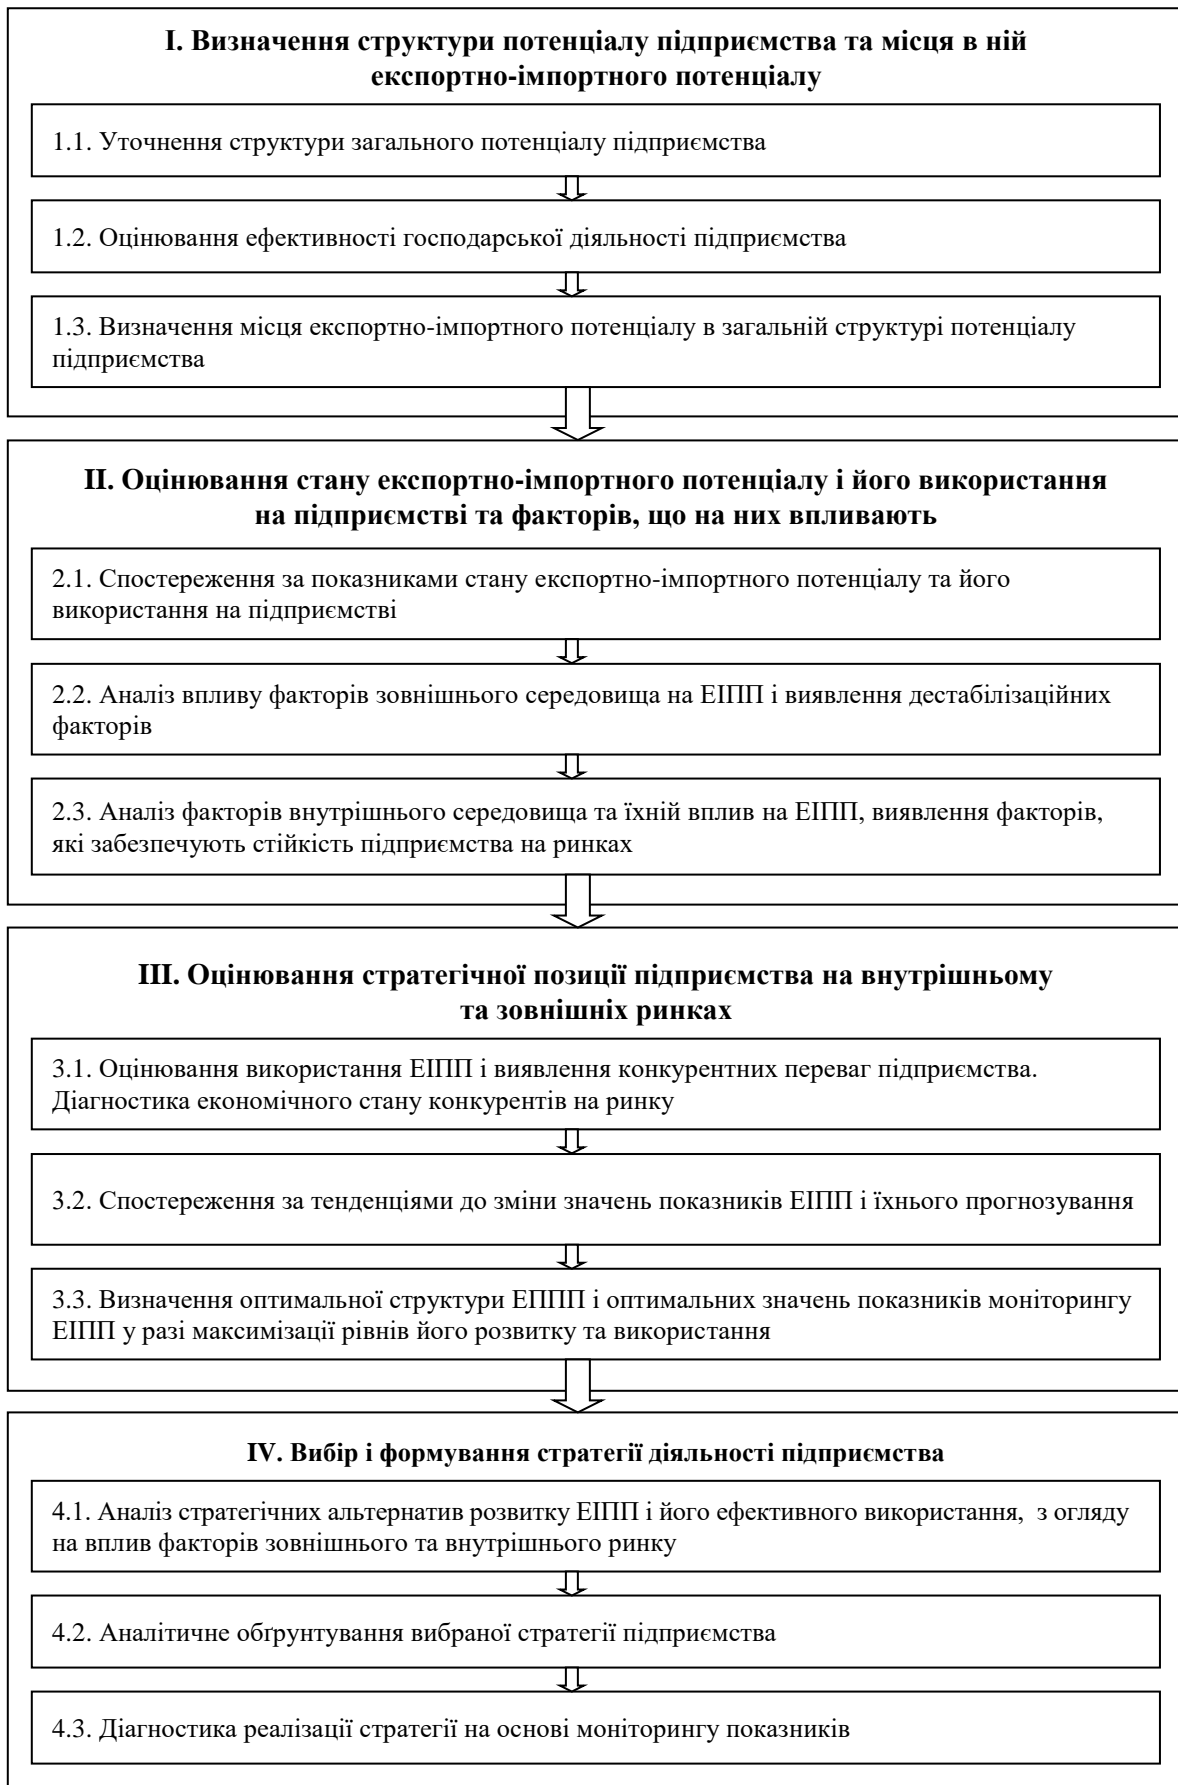 I. Визначення структури потенціалу підприємства та місця в ній
експортно-імпортного потенціалу
1.1. Уточнення структури загального потенціалу підприємства
1.2. Оцінювання ефективності господарської діяльності підприємства
1.3. Визначення місця експортно-імпортного потенціалу в загальній структурі потенціалу
підприємства
II. Оцінювання стану експортно-імпортного потенціалу і його використання
на підприємстві та факторів, що на них впливають
2.1. Спостереження за показниками стану експортно-імпортного потенціалу та його
використання на підприємстві
2.2. Аналіз впливу факторів зовнішнього середовища на ЕІПП і виявлення дестабілізаційних
факторів
2.3. Аналіз факторів внутрішнього середовища та їхній вплив на ЕІПП, виявлення факторів,
які забезпечують стійкість підприємства на ринках
III. Оцінювання стратегічної позиції підприємства на внутрішньому
та зовнішніх ринках
3.1. Оцінювання використання ЕІПП і виявлення конкурентних переваг підприємства.
Діагностика економічного стану конкурентів на ринку
3.2. Спостереження за тенденціями до зміни значень показників ЕІПП і їхнього прогнозування
3.3. Визначення оптимальної структури ЕППП і оптимальних значень показників моніторингу
ЕІПП у разі максимізації рівнів його розвитку та використання
IV. Вибір і формування стратегії діяльності підприємства
4.1. Аналіз стратегічних альтернатив розвитку ЕІПП і його ефективного використання, з огляду
на вплив факторів зовнішнього та внутрішнього ринку
4.2. Аналітичне обґрунтування вибраної стратегії підприємства
4.3. Діагностика реалізації стратегії на основі моніторингу показників